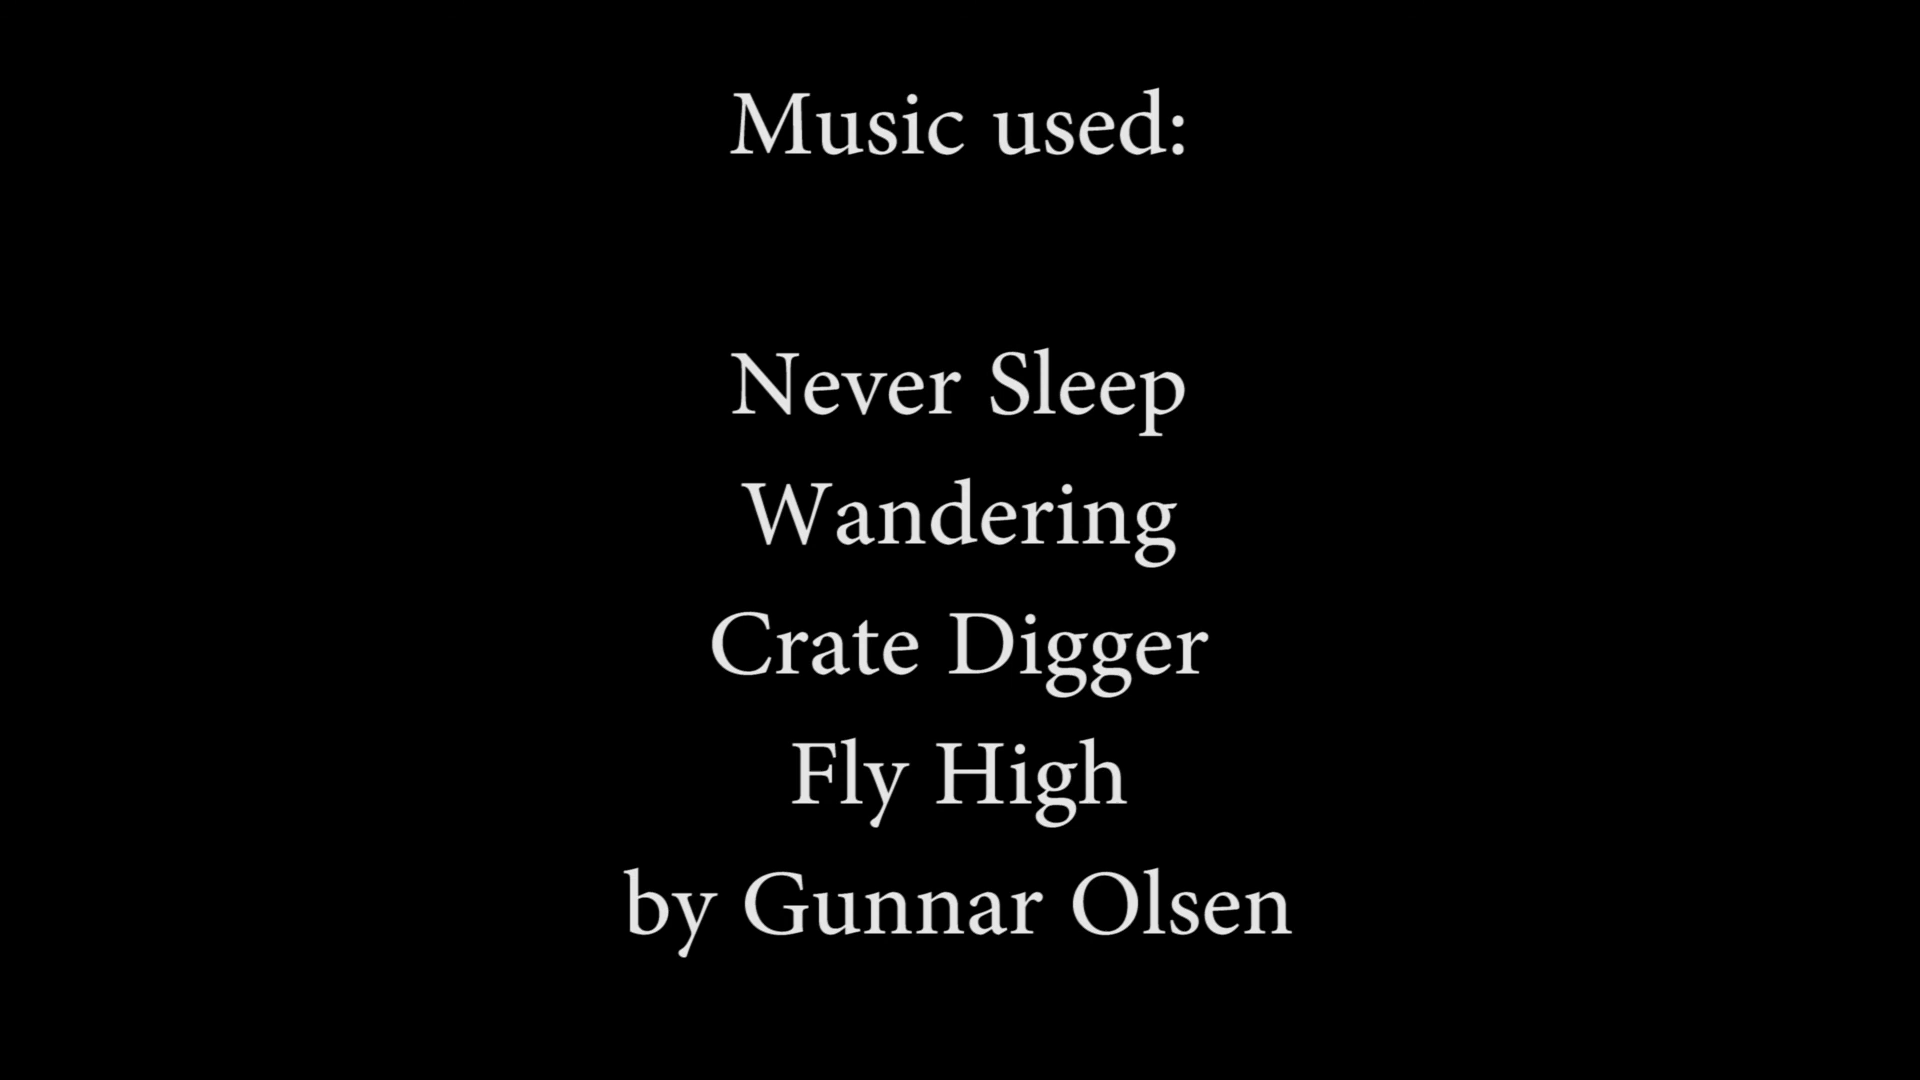 Music used:
Never Sleep
Wandering
Crate Digger
Fly High
by Gunnar Olsen